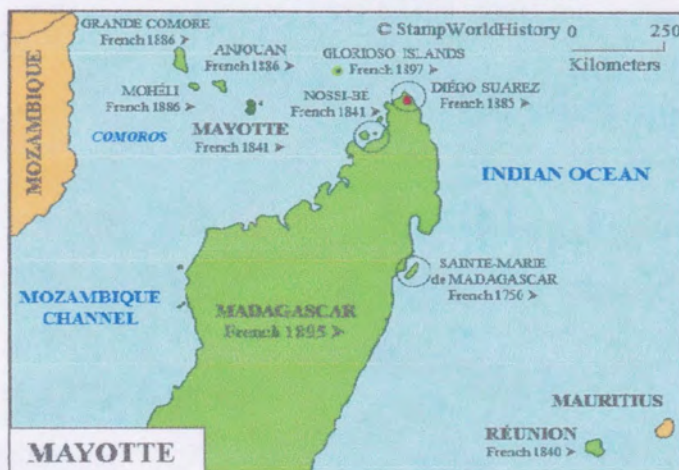 GRANDE COMORE
French 1886 ➤
ANJOUAN
French 1886 ➤
GLORIOSO ISLANDS
French 1897 ➤
© StampWorldHistory
0 250
Kilometers
MOZAMBIQUE
MOHÉLI
French 1886 ➤
NOSSI-BÉ
French 1841 ➤
DIÉGO SUAREZ
French 1885 ➤
COMOROS
MAYOTTE
French 1841 ➤
INDIAN OCEAN
SAINTE-MARIE
de MADAGASCAR
French 1750 ➤
MOZAMBIQUE
CHANNEL
MADAGASCAR
French 1895 ➤
MAURITIUS
RÉUNION
French 1840 ➤
MAYOTTE